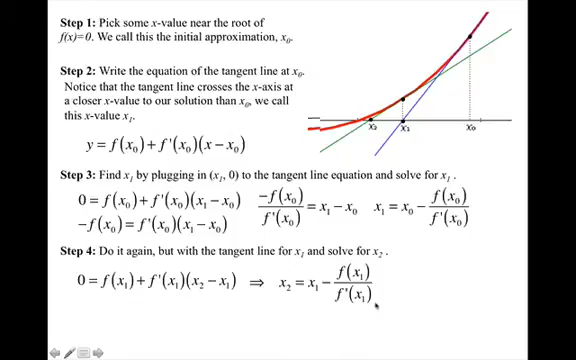 Step 1: Pick some x-value near the root of
f(x)=0. We call this the initial approximation, x₀.
Step 2: Write the equation of the tangent line at x₀.
Notice that the tangent line crosses the x-axis at
a closer x-value to our solution than x₀, we call
this x-value x₁.
y = f(x₀) + f'(x₀)(x − x₀)
x₂ x₁ x₀
Step 3: Find x₁ by plugging in (x₁, 0) to the tangent line equation and solve for x₁ .
0 = f(x₀) + f'(x₀)(x₁ − x₀)
−f(x₀) = f'(x₀)(x₁ − x₀)
−f(x₀)/f'(x₀) = x₁ − x₀ x₁ = x₀ − f(x₀)/f'(x₀)
Step 4: Do it again, but with the tangent line for x₁ and solve for x₂ .
0 = f(x₁) + f'(x₁)(x₂ − x₁) ⇒ x₂ = x₁ − f(x₁)/f'(x₁)